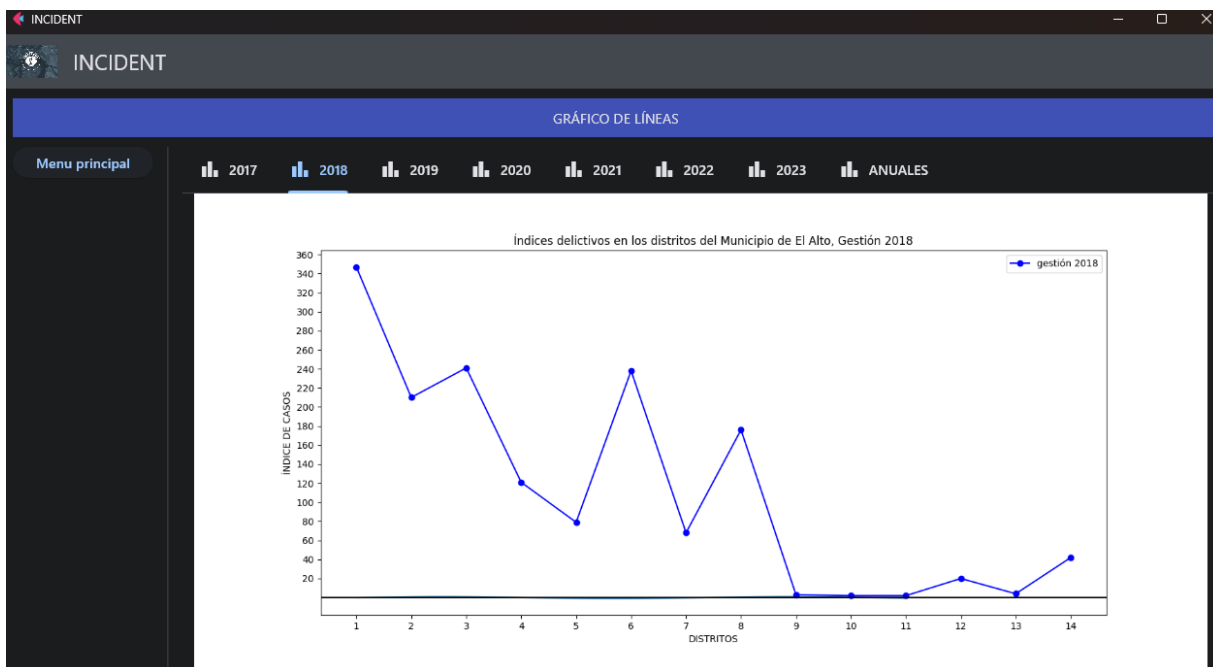 INCIDENT
INCIDENT
GRÁFICO DE LÍNEAS
Menu principal
2017 2018 2019 2020 2021 2022 2023 ANUALES
Índices delictivos en los distritos del Municipio de El Alto, Gestión 2018
gestión 2018
360
340
320
300
280
260
240
220
200
180
160
140
120
100
80
60
40
20
ÍNDICE DE CASOS
1 2 3 4 5 6 7 8 9 10 11 12 13 14
DISTRITOS